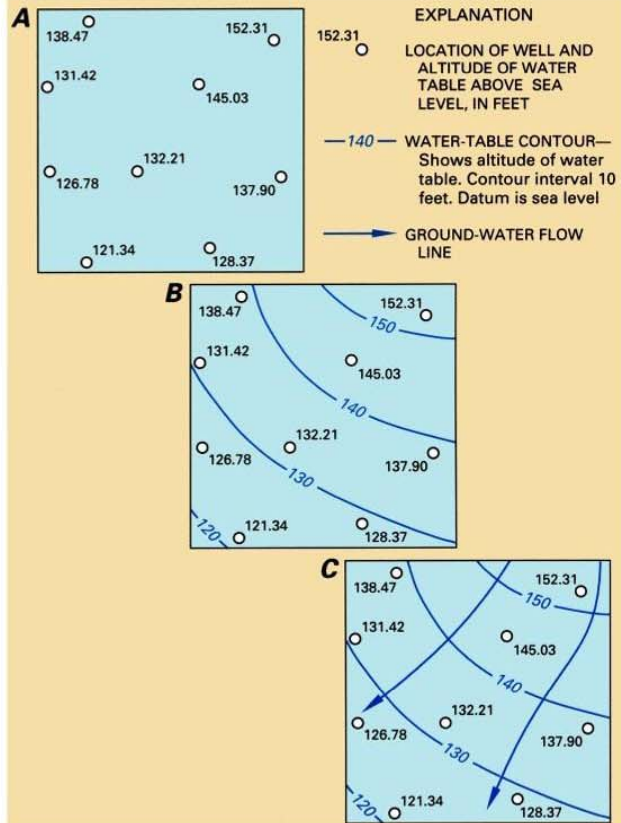 A
138.47
152.31
131.42
145.03
132.21
126.78
137.90
121.34
128.37
EXPLANATION
152.31
LOCATION OF WELL AND
ALTITUDE OF WATER
TABLE ABOVE SEA
LEVEL, IN FEET
140
WATER-TABLE CONTOUR—
Shows altitude of water
table. Contour interval 10
feet. Datum is sea level
GROUND-WATER FLOW
LINE
B
138.47
152.31
150
131.42
145.03
140
132.21
126.78
137.90
130
120
121.34
128.37
C
138.47
152.31
150
131.42
145.03
140
132.21
126.78
137.90
130
120
121.34
128.37